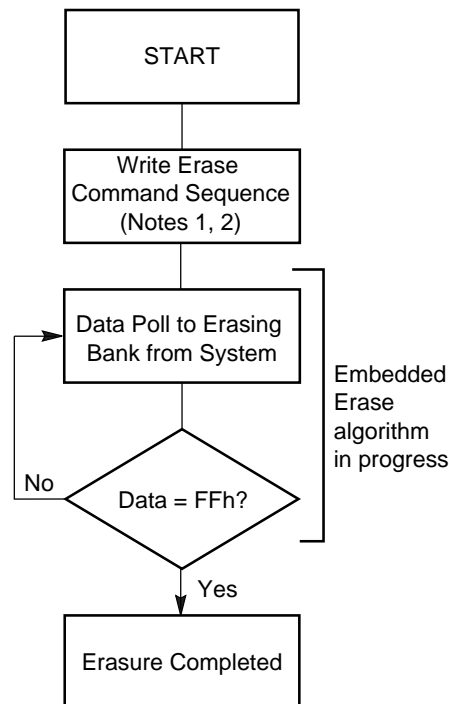 START
Write Erase
Command Sequence
(Notes 1, 2)
Data Poll to Erasing
Bank from System
Embedded
Erase
algorithm
in progress
No
Data = FFh?
Yes
Erasure Completed